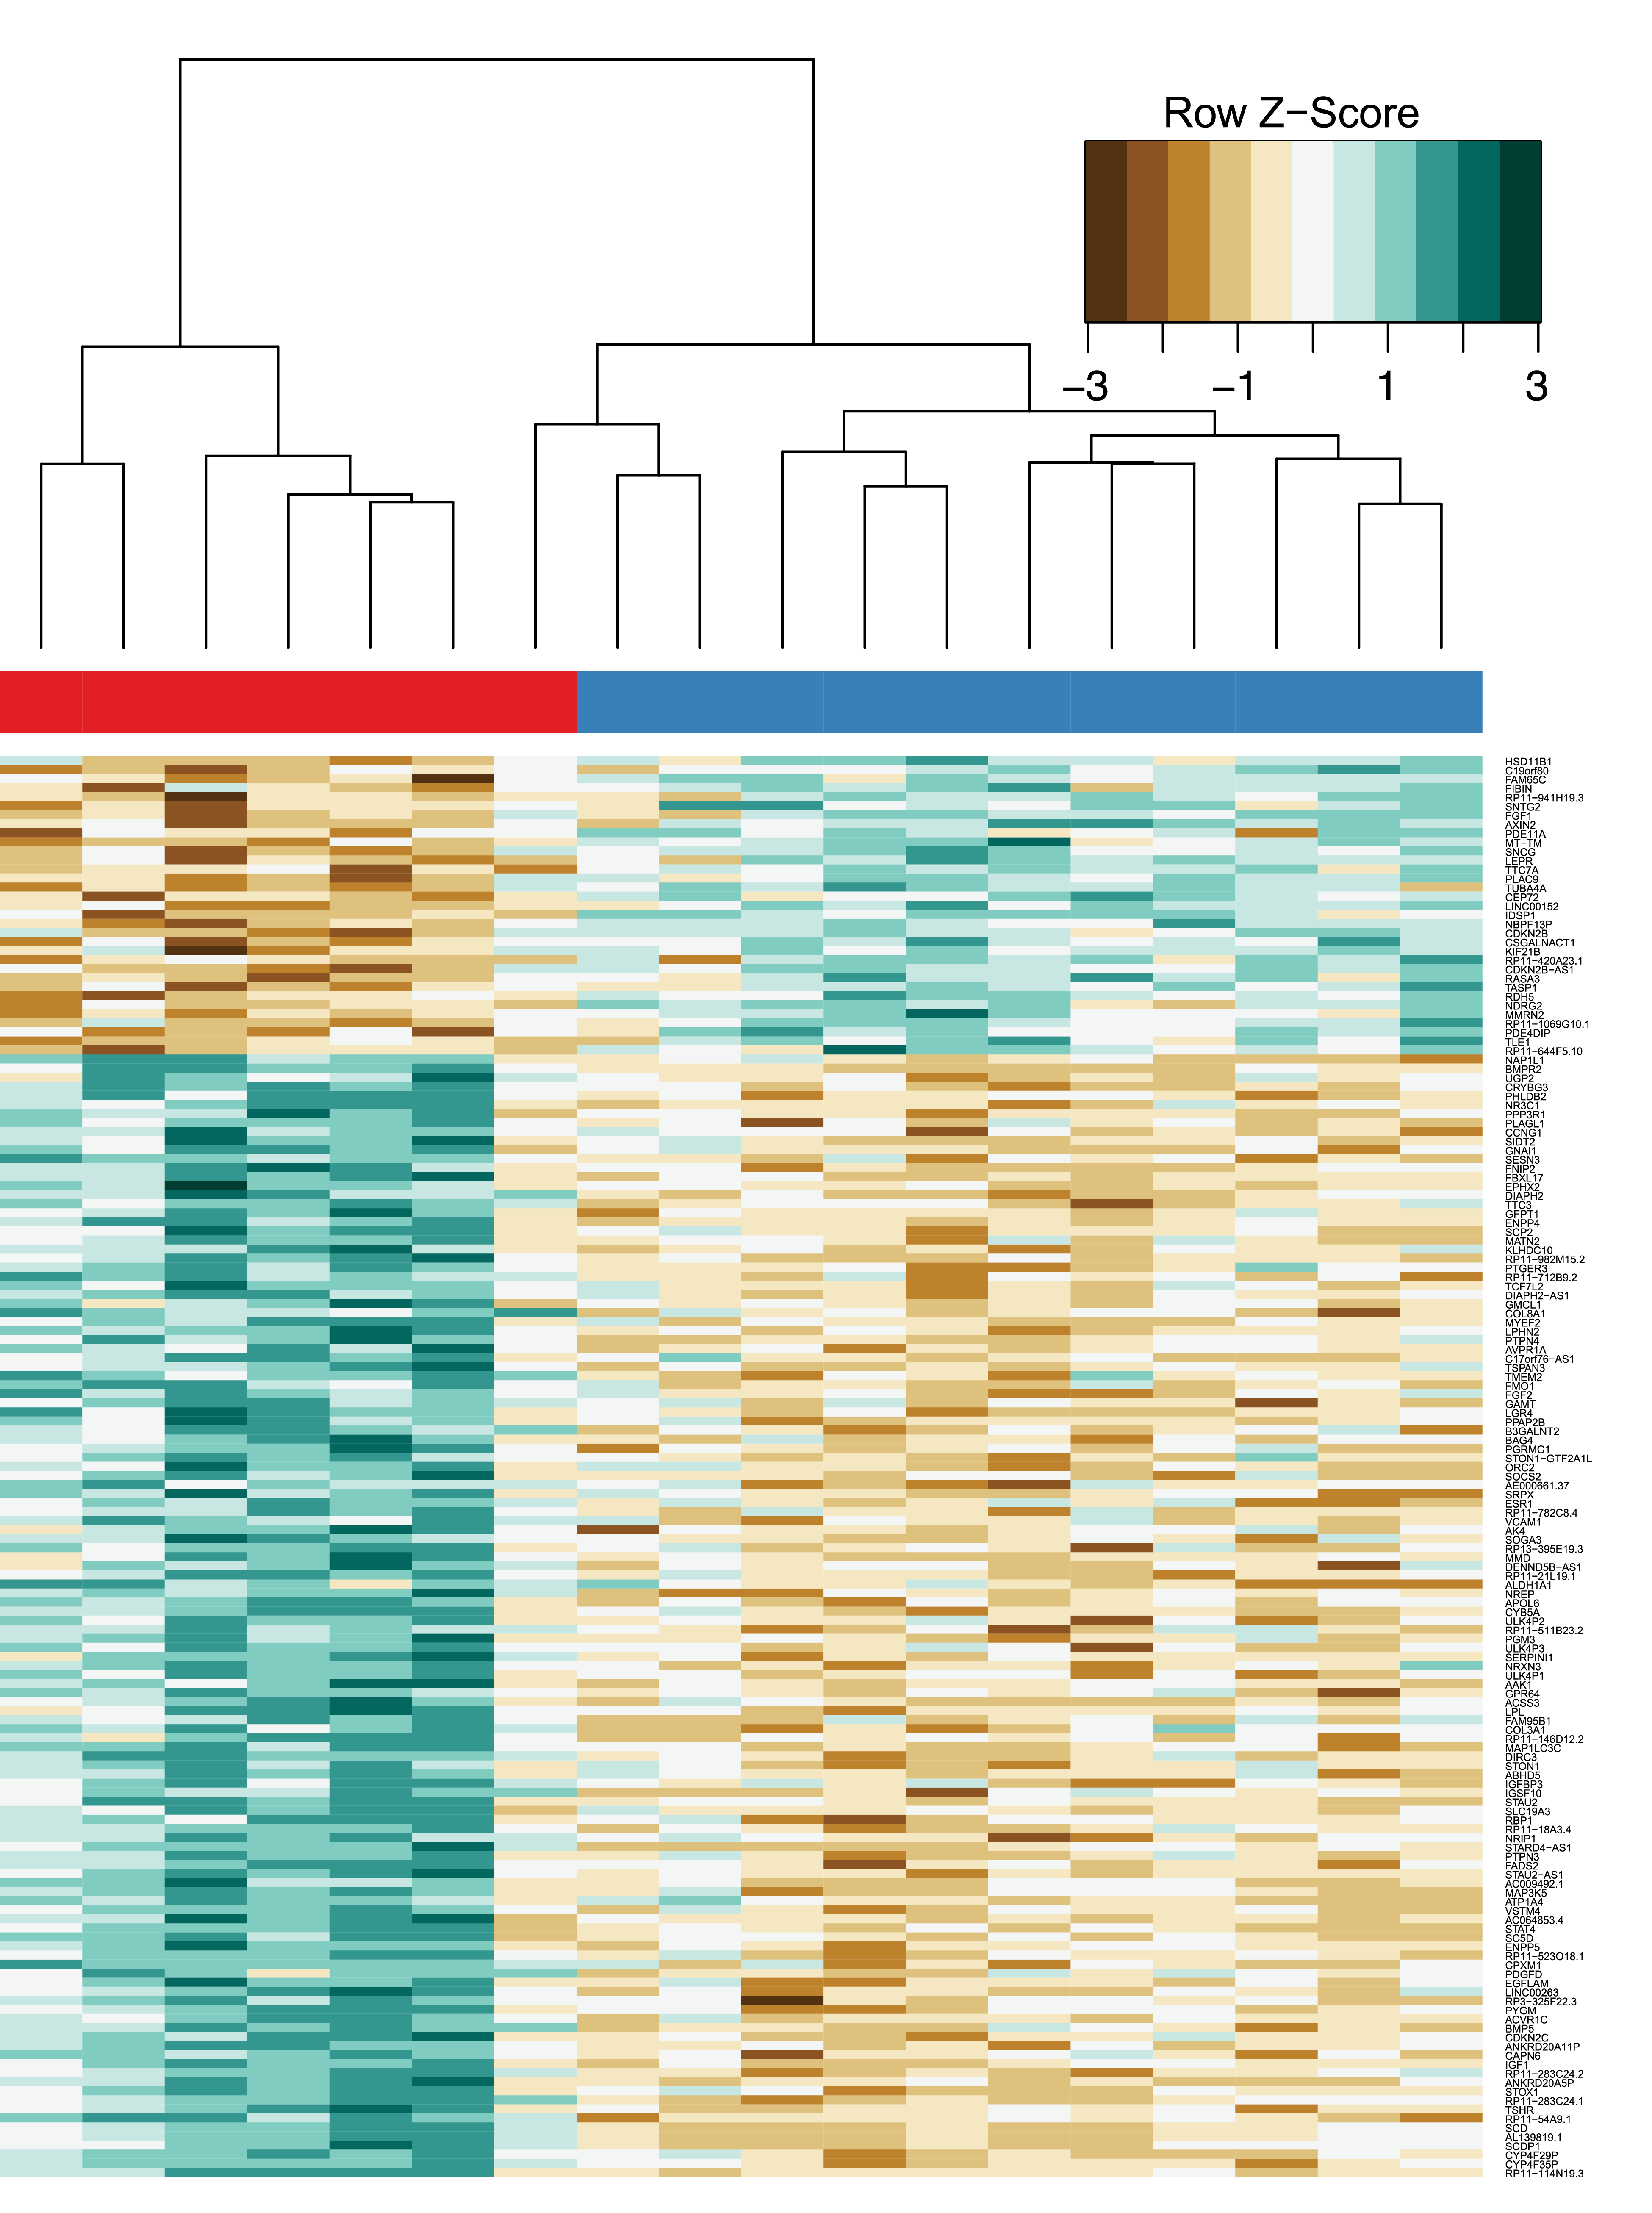 Row Z−Score
−3 −1 1 3
HSD11B1
C19orf80
FAM65C
FIBIN
RP11−941H19.3
SNTG2
FGF1
AXIN2
PDE11A
MT−TM
SNCG
LEPR
TTC7A
PLAC9
TUBA4A
CEP72
LINC00152
IDSP1
NBPF13P
CDKN2B
CSGALNACT1
KIF21B
RP11−420A23.1
CDKN2B−AS1
RASA3
TASP1
RDH5
NDRG2
MMRN2
RP11−1069G10.1
PDE4DIP
TLE1
RP11−644F5.10
NAP1L1
BMPR2
UGP2
CRYBG3
PHLDB2
NR3C1
PPP3R1
PLAGL1
CCNG1
SIDT2
GNAI1
SESN3
FNIP2
FBXL17
EPHX2
DIAPH2
TTC3
GFPT1
ENPP4
SCP2
MATN2
KLHDC10
RP11−982M15.2
PTGER3
RP11−712B9.2
TCF7L2
DIAPH2−AS1
GMCL1
COL8A1
MYEF2
LPHN2
PTPN4
AVPR1A
C17orf76−AS1
TSPAN3
TMEM2
FMO1
FGF2
GAMT
LGR4
PPAP2B
B3GALNT2
BAG4
PGRMC1
STON1−GTF2A1L
ORC2
SOCS2
AE000661.37
SRPX
ESR1
RP11−782C8.4
VCAM1
AK4
SOGA3
RP13−395E19.3
MMD
DENND5B−AS1
RP11−21L19.1
ALDH1A1
NREP
APOL6
CYB5A
ULK4P2
RP11−511B23.2
PGM3
ULK4P3
SERPINI1
NRXN3
ULK4P1
AAK1
GPR64
ACSS3
LPL
FAM95B1
COL3A1
RP11−146D12.2
MAP1LC3C
DIRC3
STON1
ABHD5
IGFBP3
IGSF10
STAU2
SLC19A3
RBP1
RP11−18A3.4
NRIP1
STARD4−AS1
PTPN3
FADS2
STAU2−AS1
AC009492.1
MAP3K5
ATP1A4
VSTM4
AC064853.4
STAT4
SC5D
ENPP5
RP11−523O18.1
CPXM1
PDGFD
EGFLAM
LINC00263
RP3−325F22.3
PYGM
ACVR1C
BMP5
CDKN2C
ANKRD20A11P
CAPN6
IGF1
RP11−283C24.2
ANKRD20A5P
STOX1
RP11−283C24.1
TSHR
RP11−54A9.1
SCD
AL139819.1
SCDP1
CYP4F29P
CYP4F35P
RP11−114N19.3